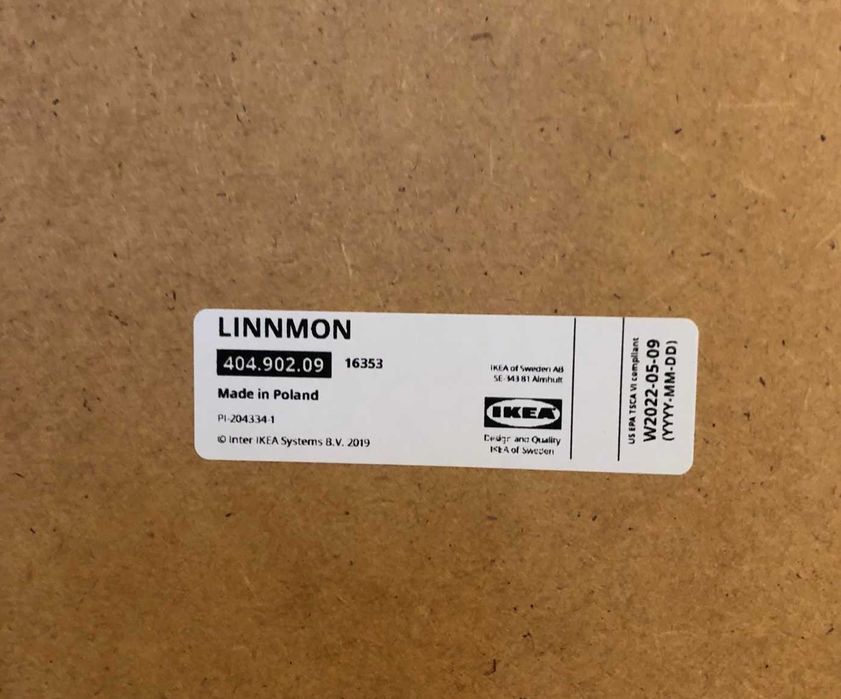 LINNMON
404.902.09 16353
Made in Poland
PI-204334-1
© Inter IKEA Systems B.V. 2019
IKEA of Sweden AB
SE-343 81 Älmhult
IKEA
Design and Quality
IKEA of Sweden
US EPA TSCA VI compliant
W2022-05-09
(YYYY-MM-DD)